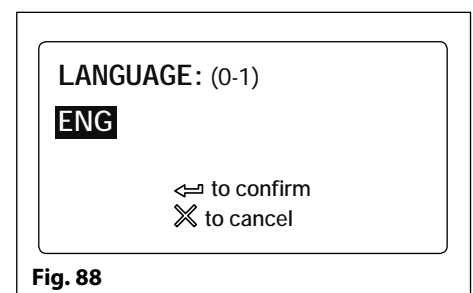 LANGUAGE: (0-1)
ENG
to confirm
to cancel
Fig. 88